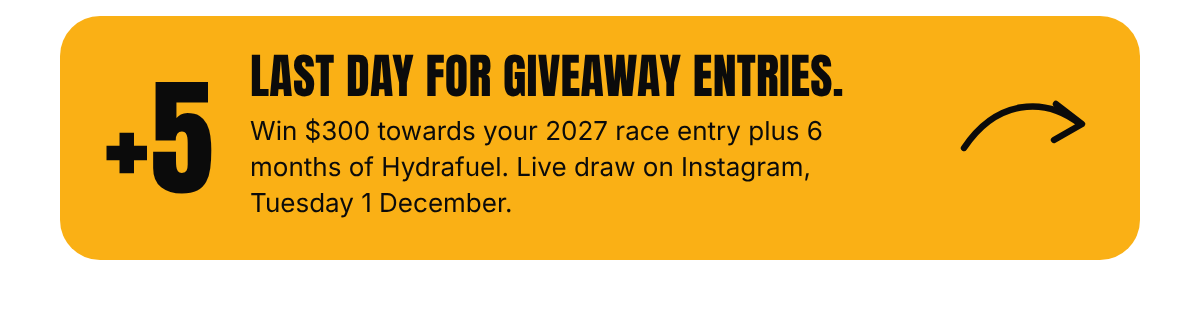 +5
LAST DAY FOR GIVEAWAY ENTRIES.
Win $300 towards your 2027 race entry plus 6
months of Hydrafuel. Live draw on Instagram,
Tuesday 1 December.